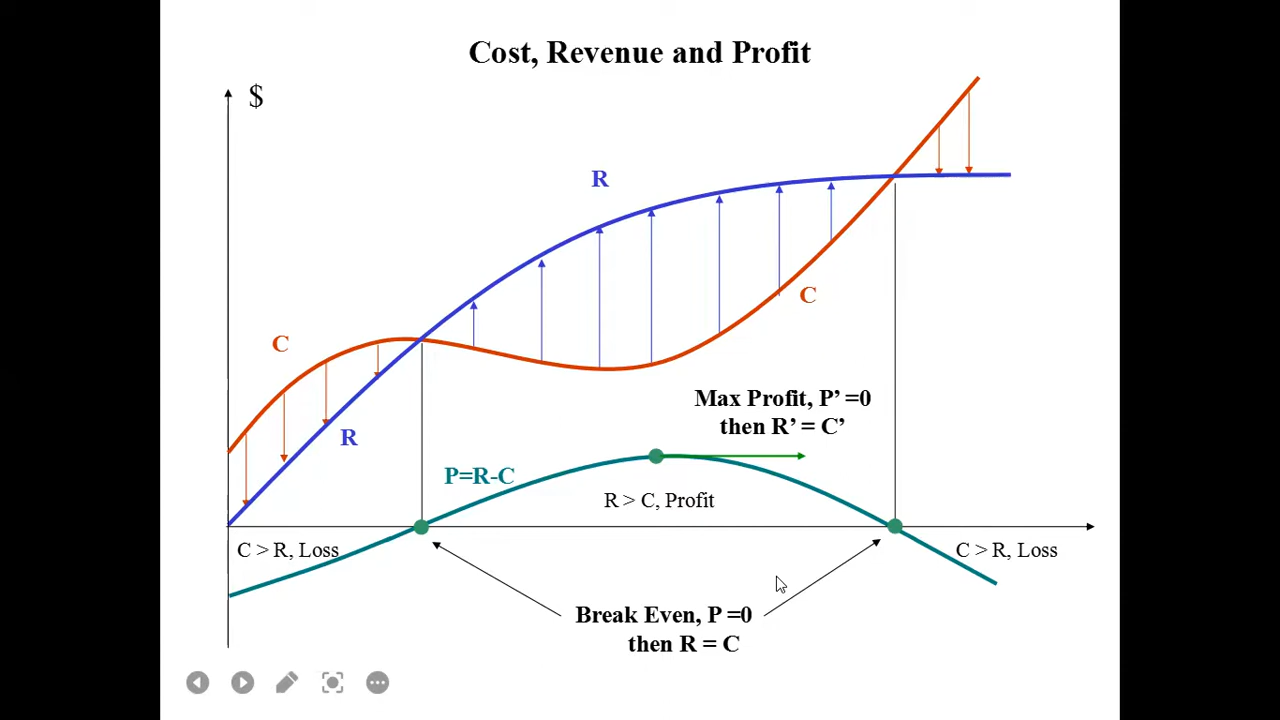 Cost, Revenue and Profit
$
R
C
C
R
Max Profit, P’ =0
then R’ = C’
P=R-C
R > C, Profit
C > R, Loss
C > R, Loss
Break Even, P =0
then R = C